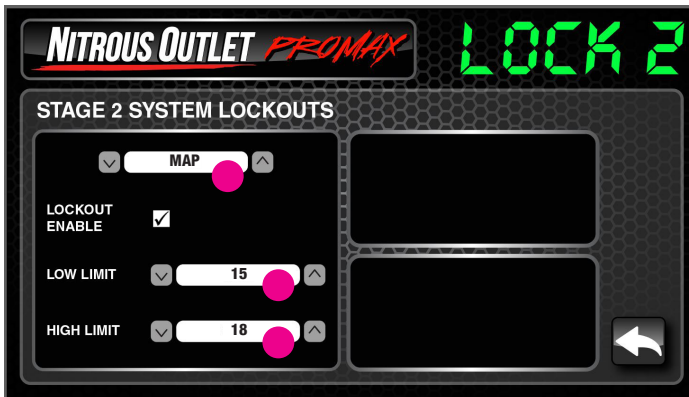 NITROUS OUTLET PROMAX
LOCK 2
STAGE 2 SYSTEM LOCKOUTS
MAP
LOCKOUT
ENABLE
LOW LIMIT 15
HIGH LIMIT 18